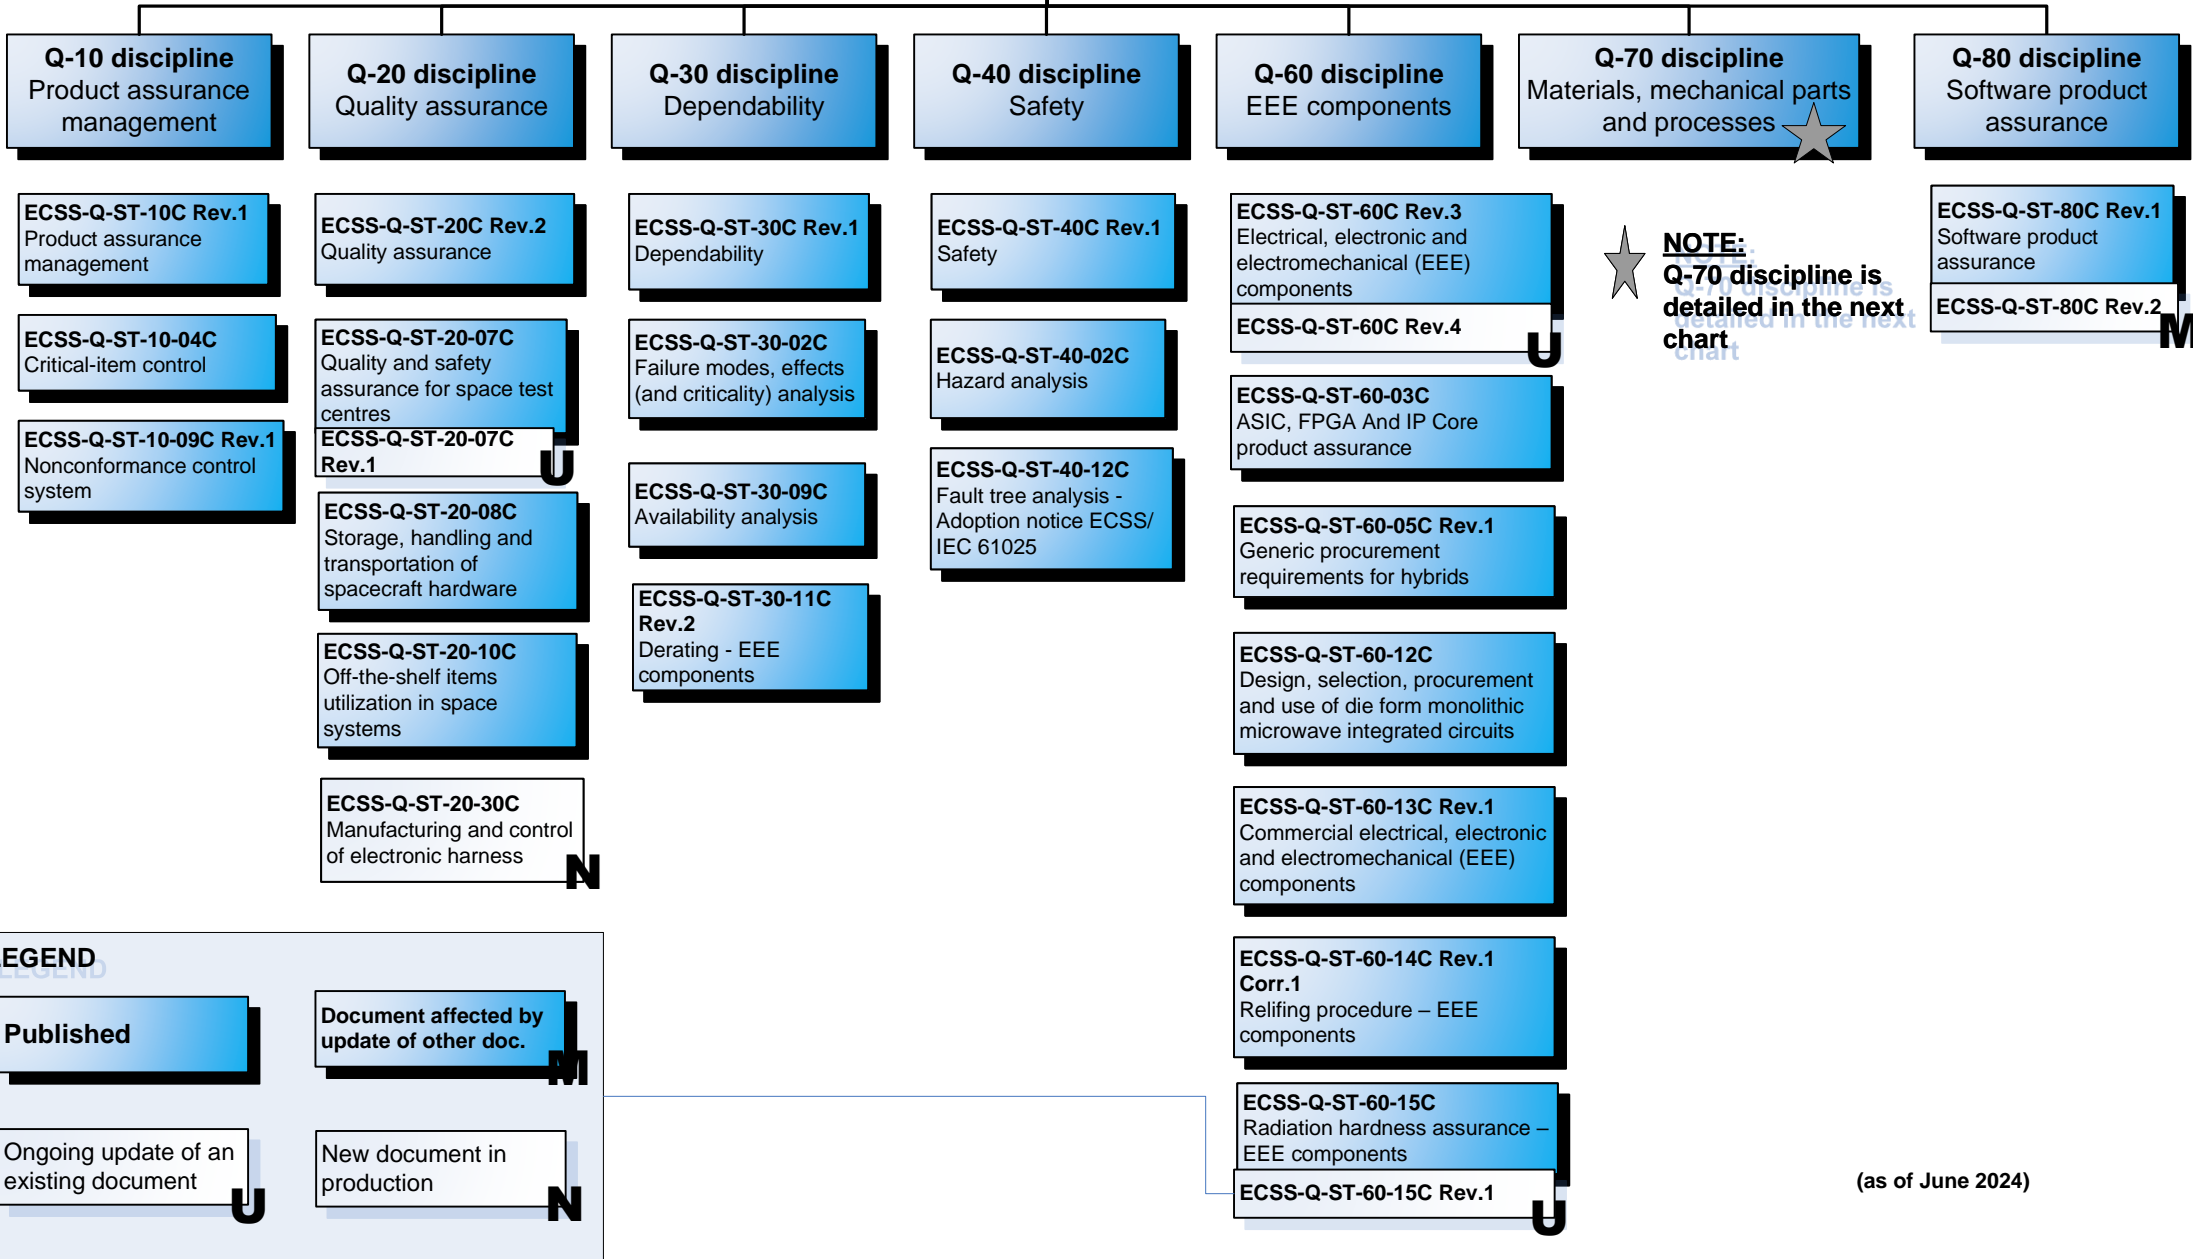 Q-10 discipline
Product assurance
management
Q-20 discipline
Quality assurance
Q-30 discipline
Dependability
Q-40 discipline
Safety
Q-60 discipline
EEE components
Q-70 discipline
Materials, mechanical parts
and processes
Q-80 discipline
Software product
assurance
ECSS-Q-ST-10C Rev.1
Product assurance
management
ECSS-Q-ST-10-04C
Critical-item control
ECSS-Q-ST-10-09C Rev.1
Nonconformance control
system
ECSS-Q-ST-20C Rev.2
Quality assurance
ECSS-Q-ST-20-07C
Quality and safety
assurance for space test
centres
ECSS-Q-ST-20-07C
Rev.1
U
ECSS-Q-ST-20-08C
Storage, handling and
transportation of
spacecraft hardware
ECSS-Q-ST-20-10C
Off-the-shelf items
utilization in space
systems
ECSS-Q-ST-20-30C
Manufacturing and control
of electronic harness
N
ECSS-Q-ST-30C Rev.1
Dependability
ECSS-Q-ST-30-02C
Failure modes, effects
(and criticality) analysis
ECSS-Q-ST-30-09C
Availability analysis
ECSS-Q-ST-30-11C
Rev.2
Derating - EEE
components
ECSS-Q-ST-40C Rev.1
Safety
ECSS-Q-ST-40-02C
Hazard analysis
ECSS-Q-ST-40-12C
Fault tree analysis -
Adoption notice ECSS/
IEC 61025
ECSS-Q-ST-60C Rev.3
Electrical, electronic and
electromechanical (EEE)
components
ECSS-Q-ST-60C Rev.4
U
ECSS-Q-ST-60-03C
ASIC, FPGA And IP Core
product assurance
ECSS-Q-ST-60-05C Rev.1
Generic procurement
requirements for hybrids
ECSS-Q-ST-60-12C
Design, selection, procurement
and use of die form monolithic
microwave integrated circuits
ECSS-Q-ST-60-13C Rev.1
Commercial electrical, electronic
and electromechanical (EEE)
components
ECSS-Q-ST-60-14C Rev.1
Corr.1
Relifing procedure – EEE
components
ECSS-Q-ST-60-15C
Radiation hardness assurance –
EEE components
ECSS-Q-ST-60-15C Rev.1
U
NOTE:
Q-70 discipline is
detailed in the next
chart
ECSS-Q-ST-80C Rev.1
Software product
assurance
ECSS-Q-ST-80C Rev.2
M
LEGEND
Published
Document affected by
update of other doc.
M
Ongoing update of an
existing document
U
New document in
production
N
(as of June 2024)